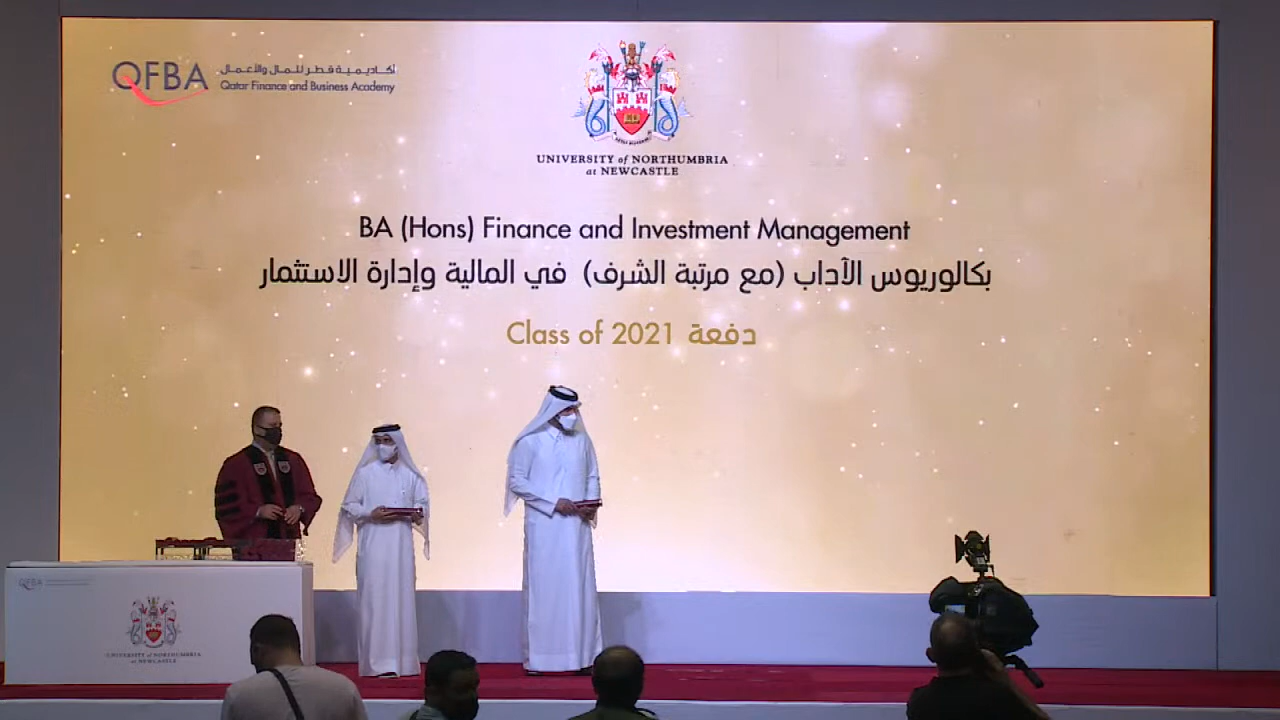 QFBA
أكاديمية قطر للمال والأعمال
Qatar Finance and Business Academy
UNIVERSITY of NORTHUMBRIA
at NEWCASTLE
BA (Hons) Finance and Investment Management
بكالوريوس الآداب (مع مرتبة الشرف) في المالية وإدارة الاستثمار
Class of 2021 دفعة
QFBA
UNIVERSITY of NORTHUMBRIA
at NEWCASTLE